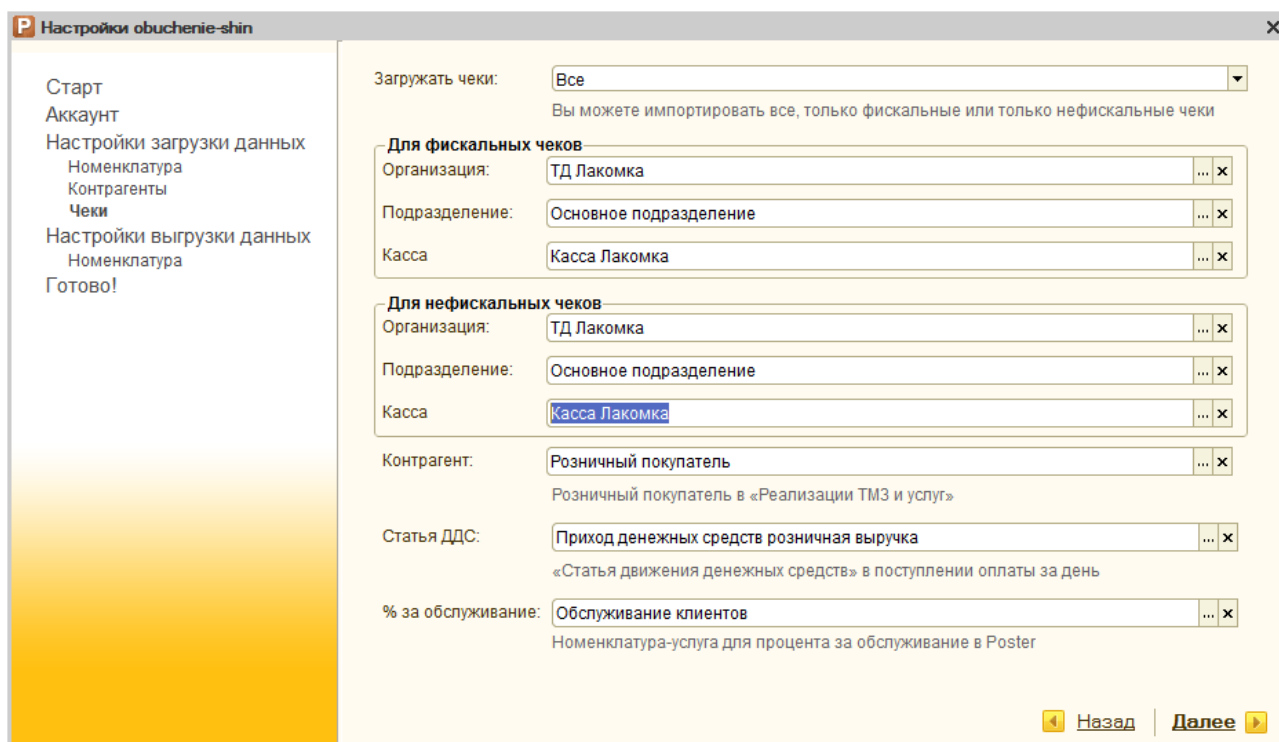 P Настройки obuchenie-shin ×
Старт
Аккаунт
Настройки загрузки данных
Номенклатура
Контрагенты
Чеки
Настройки выгрузки данных
Номенклатура
Готово!
Загружать чеки: Все
Вы можете импортировать все, только фискальные или только нефискальные чеки
Для фискальных чеков
Организация: ТД Лакомка ... ×
Подразделение: Основное подразделение ... ×
Касса Касса Лакомка ... ×
Для нефискальных чеков
Организация: ТД Лакомка ... ×
Подразделение: Основное подразделение ... ×
Касса Касса Лакомка ... ×
Контрагент: Розничный покупатель ... ×
Розничный покупатель в «Реализации ТМЗ и услуг»
Статья ДДС: Приход денежных средств розничная выручка ... ×
«Статья движения денежных средств» в поступлении оплаты за день
% за обслуживание: Обслуживание клиентов ... ×
Номенклатура-услуга для процента за обслуживание в Poster
Назад Далее